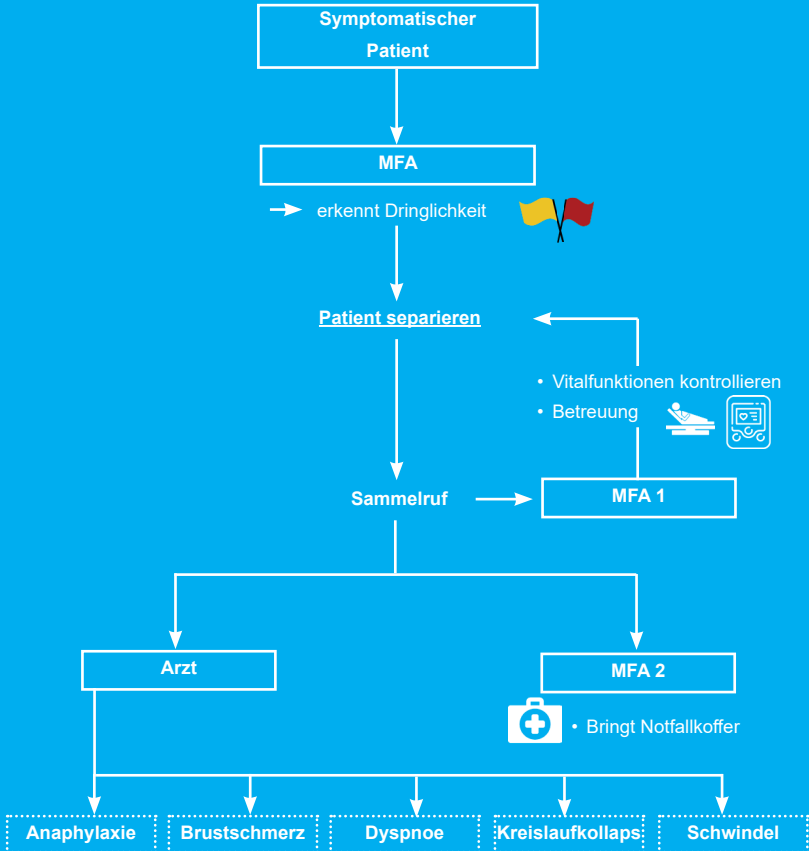 Symptomatischer
Patient
MFA
erkennt Dringlichkeit
Patient separieren
• Vitalfunktionen kontrollieren
• Betreuung
Sammelruf
MFA 1
Arzt
MFA 2
• Bringt Notfallkoffer
Anaphylaxie
Brustschmerz
Dyspnoe
Kreislaufkollaps
Schwindel